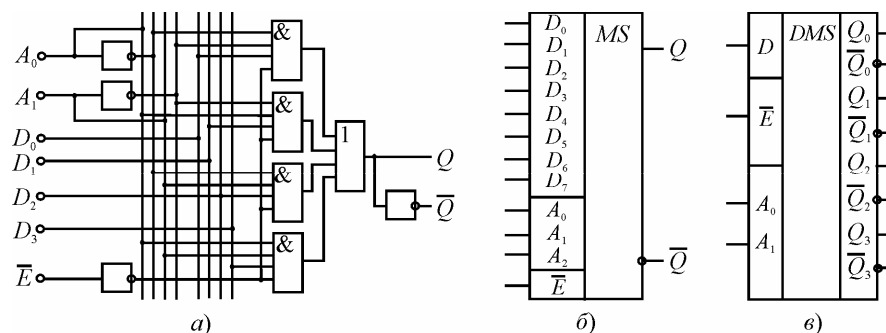 A₀
A₁
D₀
D₁
D₂
D₃
E̅
&
&
&
&
1
Q
Q̅
а)
D₀
D₁
D₂
D₃
D₄
D₅
D₆
D₇
A₀
A₁
A₂
E̅
MS
Q
Q̅
б)
D
E̅
A₀
A₁
DMS
Q₀
Q̅₀
Q₁
Q̅₁
Q₂
Q̅₂
Q₃
Q̅₃
в)